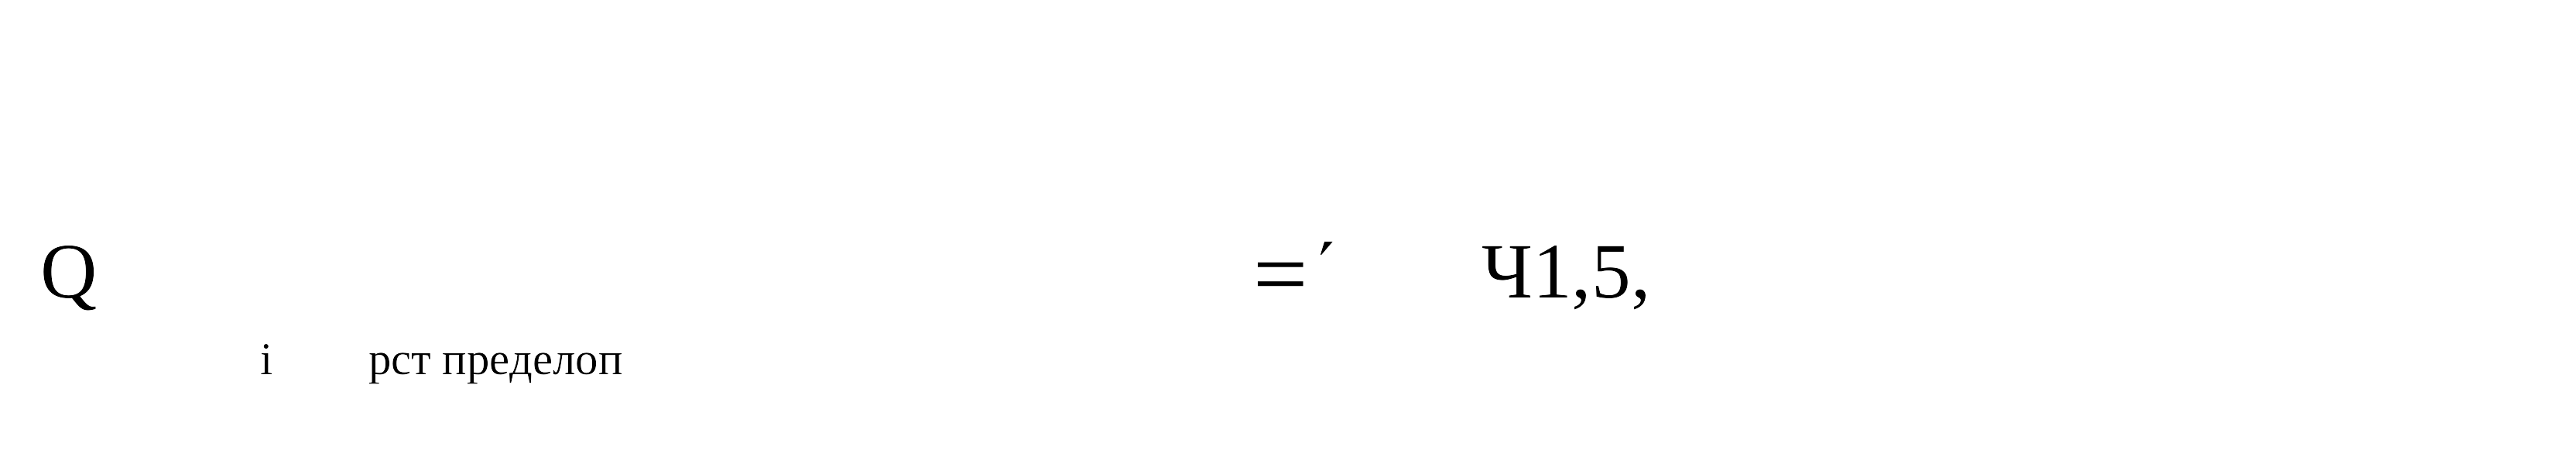 Q =′ Ч1,5,
i рст пределоп